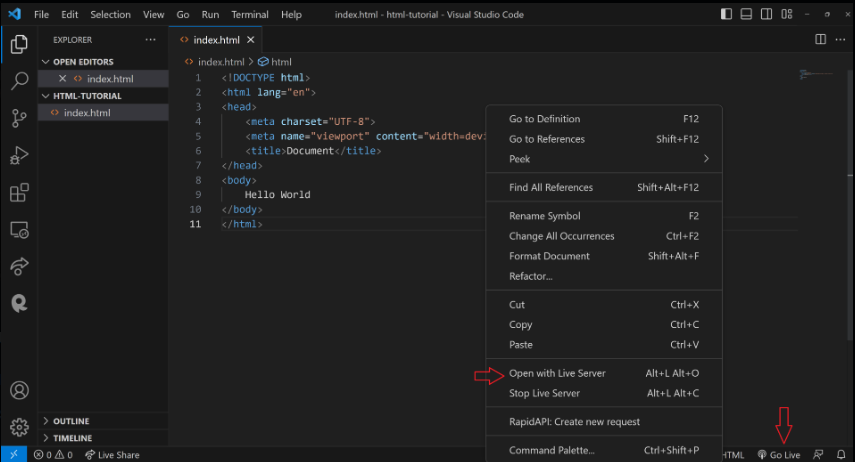 File Edit Selection View Go Run Terminal Help index.html - html-tutorial - Visual Studio Code
EXPLORER
OPEN EDITORS
index.html
HTML-TUTORIAL
index.html
OUTLINE
TIMELINE
index.html
index.html > html
1 <!DOCTYPE html>
2 <html lang="en">
3 <head>
4 <meta charset="UTF-8">
5 <meta name="viewport" content="width=devi
6 <title>Document</title>
7 </head>
8 <body>
9 Hello World
10 </body>
11 </html>
Go to Definition F12
Go to References Shift+F12
Peek
Find All References Shift+Alt+F12
Rename Symbol F2
Change All Occurrences Ctrl+F2
Format Document Shift+Alt+F
Refactor...
Cut Ctrl+X
Copy Ctrl+C
Paste Ctrl+V
Open with Live Server Alt+L Alt+O
Stop Live Server Alt+L Alt+C
RapidAPI: Create new request
Command Palette... Ctrl+Shift+P
0 0 Live Share HTML Go Live